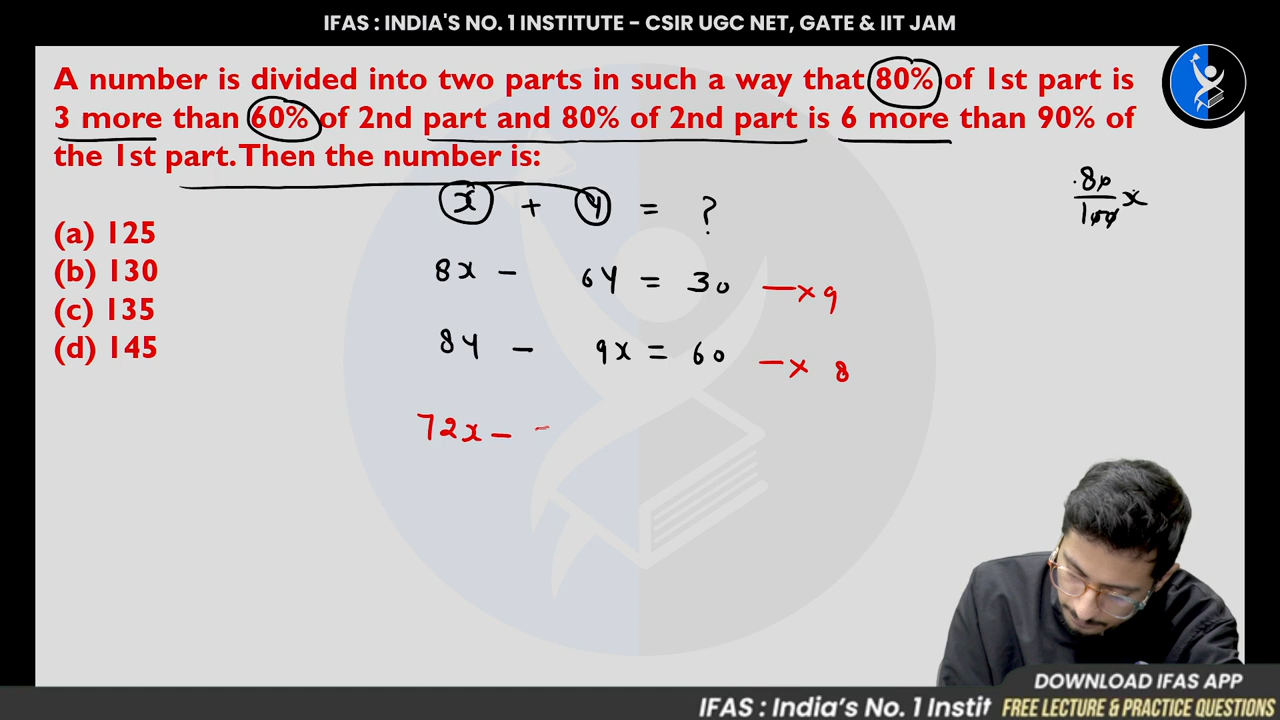 IFAS : INDIA'S NO. 1 INSTITUTE – CSIR UGC NET, GATE & IIT JAM
A number is divided into two parts in such a way that 80% of 1st part is
3 more than 60% of 2nd part and 80% of 2nd part is 6 more than 90% of
the 1st part. Then the number is:
80/100 x
x + y = ?
(a) 125
(b) 130
8x - 6y = 30 — x 9
(c) 135
(d) 145
8y - 9x = 60 — x 8
72x -
DOWNLOAD IFAS APP
IFAS : India's No. 1 Instit
FREE LECTURE & PRACTICE QUESTIONS